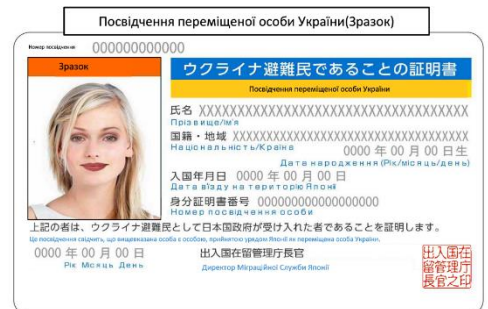 Посвідчення переміщеної особи України(Зразок)
Номер посвідчення 000000000000
Зразок
ウクライナ避難民であることの証明書
Посвідчення переміщеної особи України
氏名 XXXXXXXXXXXXXXXXXXXXXXXXXXXXXXXXXX
Прізвище/ім'я
国籍・地域 XXXXXXXXXXXXXXXXXXXXXXXXXXXXXX
Національність/Країна
0000 年 00 月 00 日生
Дата народження (Рік/місяць/день)
入国年月日 0000 年 00 月 00 日
Дата в'їзду на територію Японії
身分証明書番号 0000000000000000
Номер посвідчення особи
上記の者は、ウクライナ避難民として日本国政府が受け入れた者であることを証明します。
Це посвідчення свідчить, що вищевказана особа є особою, прийнятою урядом Японії як переміщена особа України.
0000 年 00 月 00 日
Рік Місяць День
出入国在留管理庁長官
Директор Міграційної Служби Японії
出入国在留管理庁長官之印